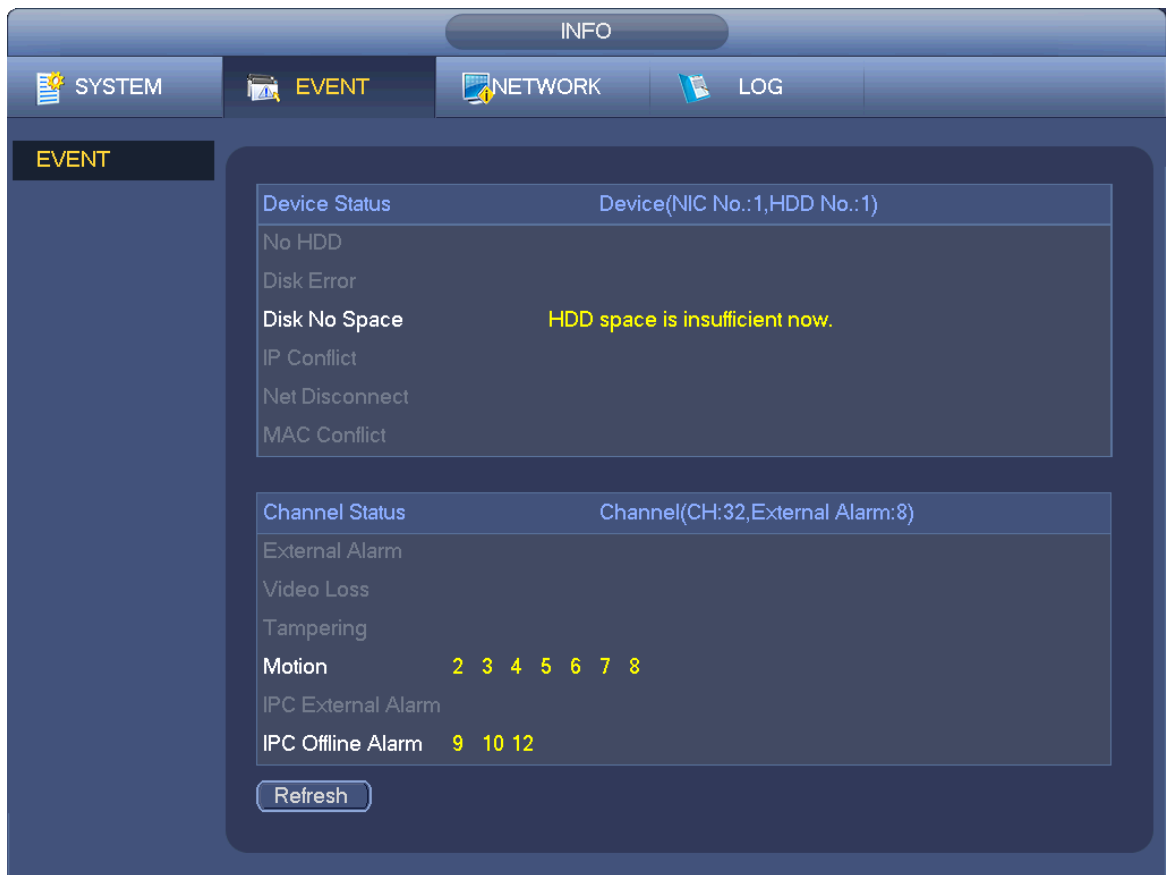 INFO
SYSTEM EVENT NETWORK LOG
EVENT
Device Status Device(NIC No.:1,HDD No.:1)
No HDD
Disk Error
Disk No Space HDD space is insufficient now.
IP Conflict
Net Disconnect
MAC Conflict
Channel Status Channel(CH:32,External Alarm:8)
External Alarm
Video Loss
Tampering
Motion 2 3 4 5 6 7 8
IPC External Alarm
IPC Offline Alarm 9 10 12
Refresh